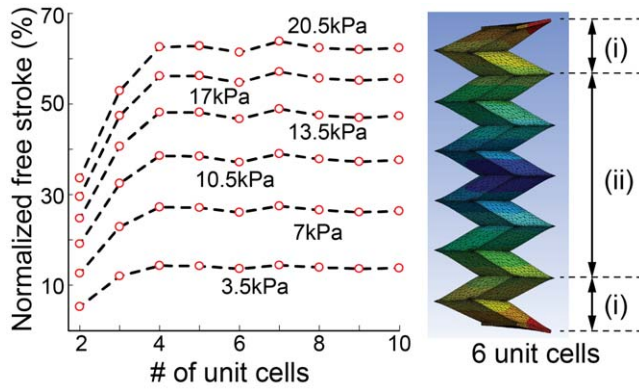 Normalized free stroke (%)
70
50
30
10
20.5kPa
17kPa
13.5kPa
10.5kPa
7kPa
3.5kPa
2 4 6 8 10
# of unit cells
(i)
(ii)
(i)
6 unit cells